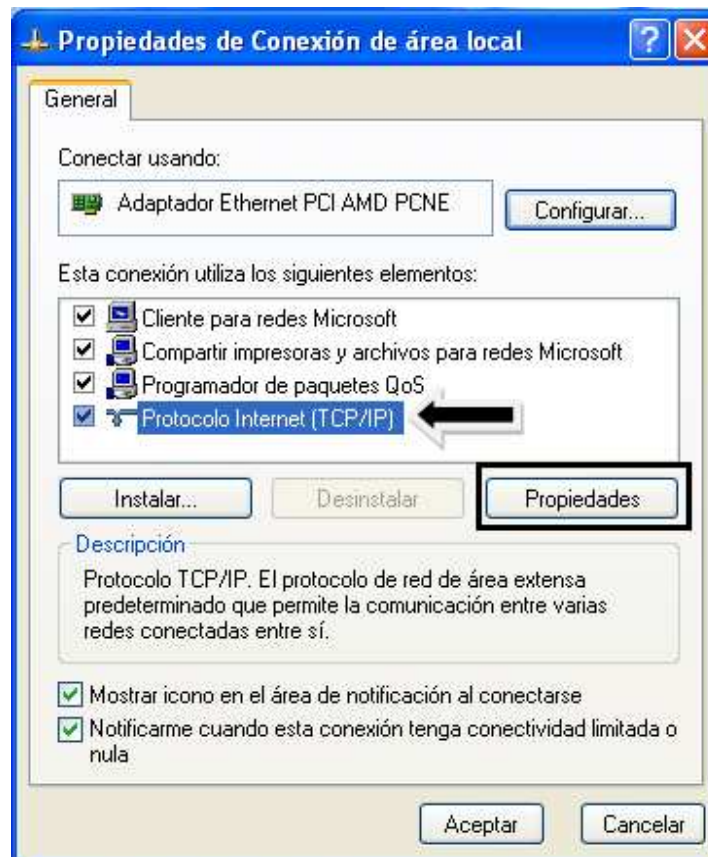 Propiedades de Conexión de área local
General
Conectar usando:
Adaptador Ethernet PCI AMD PCNE
Configurar...
Esta conexión utiliza los siguientes elementos:
Cliente para redes Microsoft
Compartir impresoras y archivos para redes Microsoft
Programador de paquetes QoS
Protocolo Internet (TCP/IP)
Instalar...
Desinstalar
Propiedades
Descripción
Protocolo TCP/IP. El protocolo de red de área extensa
predeterminado que permite la comunicación entre varias
redes conectadas entre sí.
Mostrar icono en el área de notificación al conectarse
Notificarme cuando esta conexión tenga conectividad limitada o
nula
Aceptar
Cancelar